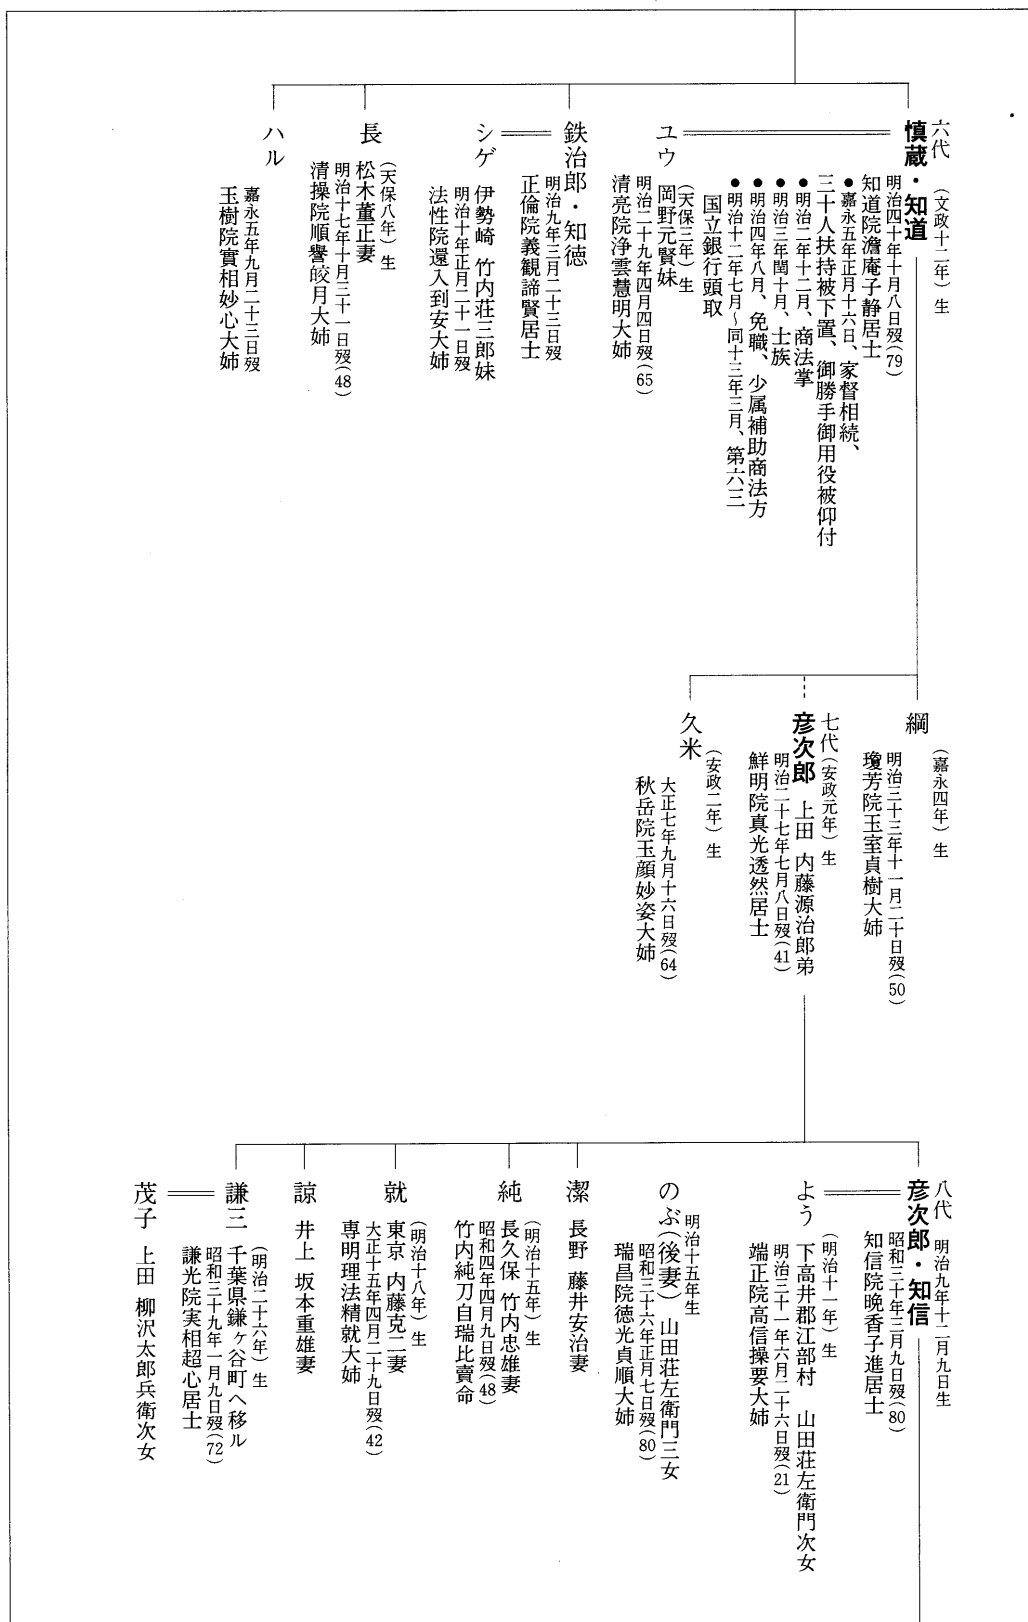 六代
(文政十二年)生
慎蔵・知道
明治四十年十月八日歿(79)
知道院澹庵子静居士
●嘉永五年正月十六日、家督相続、
三十人扶持被下置、御勝手御用役被仰付
●明治二年十二月、商法掌
●明治三年閏十月、士族
●明治四年八月、免職、少属補助商法方
●明治十二年七月～同十三年三月、第六三
国立銀行頭取
ユウ
(天保三年)生
岡野元賢妹
明治二十九年四月四日歿(65)
清亮院浄雲慧明大姉
鉄治郎・知徳
明治九年三月二十三日歿
正倫院義観諦賢居士
シゲ
伊勢崎 竹内荘三郎妹
明治十年正月二十一日歿
法性院還入到安大姉
長
(天保八年)生
松木董正妻
明治十七年十月三十一日歿(48)
清操院順譽皎月大姉
ハル
嘉永五年九月二十三日歿
玉樹院實相妙心大姉
綱
(嘉永四年)生
明治三十三年十一月二十日歿(50)
瓊芳院玉室貞樹大姉
七代(安政元年)生
彦次郎 上田 内藤源治郎弟
明治二十七年七月八日歿(41)
鮮明院真光透然居士
久米
(安政二年)生
大正七年九月十六日歿(64)
秋岳院玉顔妙姿大姉
八代
明治九年十二月九日生
彦次郎・知信
昭和三十年三月九日歿(80)
知信院晩香子進居士
よう
(明治十一年)生
下高井郡江部村 山田荘左衛門次女
明治三十一年六月二十六日歿(21)
端正院高信操要大姉
明治十五年生
のぶ(後妻) 山田荘左衛門三女
昭和三十六年正月七日歿(80)
瑞昌院徳光貞順大姉
潔 長野 藤井安治妻
純
(明治十五年)生
長久保 竹内忠雄妻
昭和四年四月九日歿(48)
竹内純刀自瑞比賣命
就
(明治十八年)生
東京 内藤克二妻
大正十五年四月二十九日歿(42)
専明理法精就大姉
諒 井上 坂本重雄妻
謙三
(明治二十六年)生
千葉県鎌ヶ谷町へ移ル
昭和三十九年一月九日歿(72)
謙光院実相超心居士
茂子 上田 柳沢太郎兵衛次女